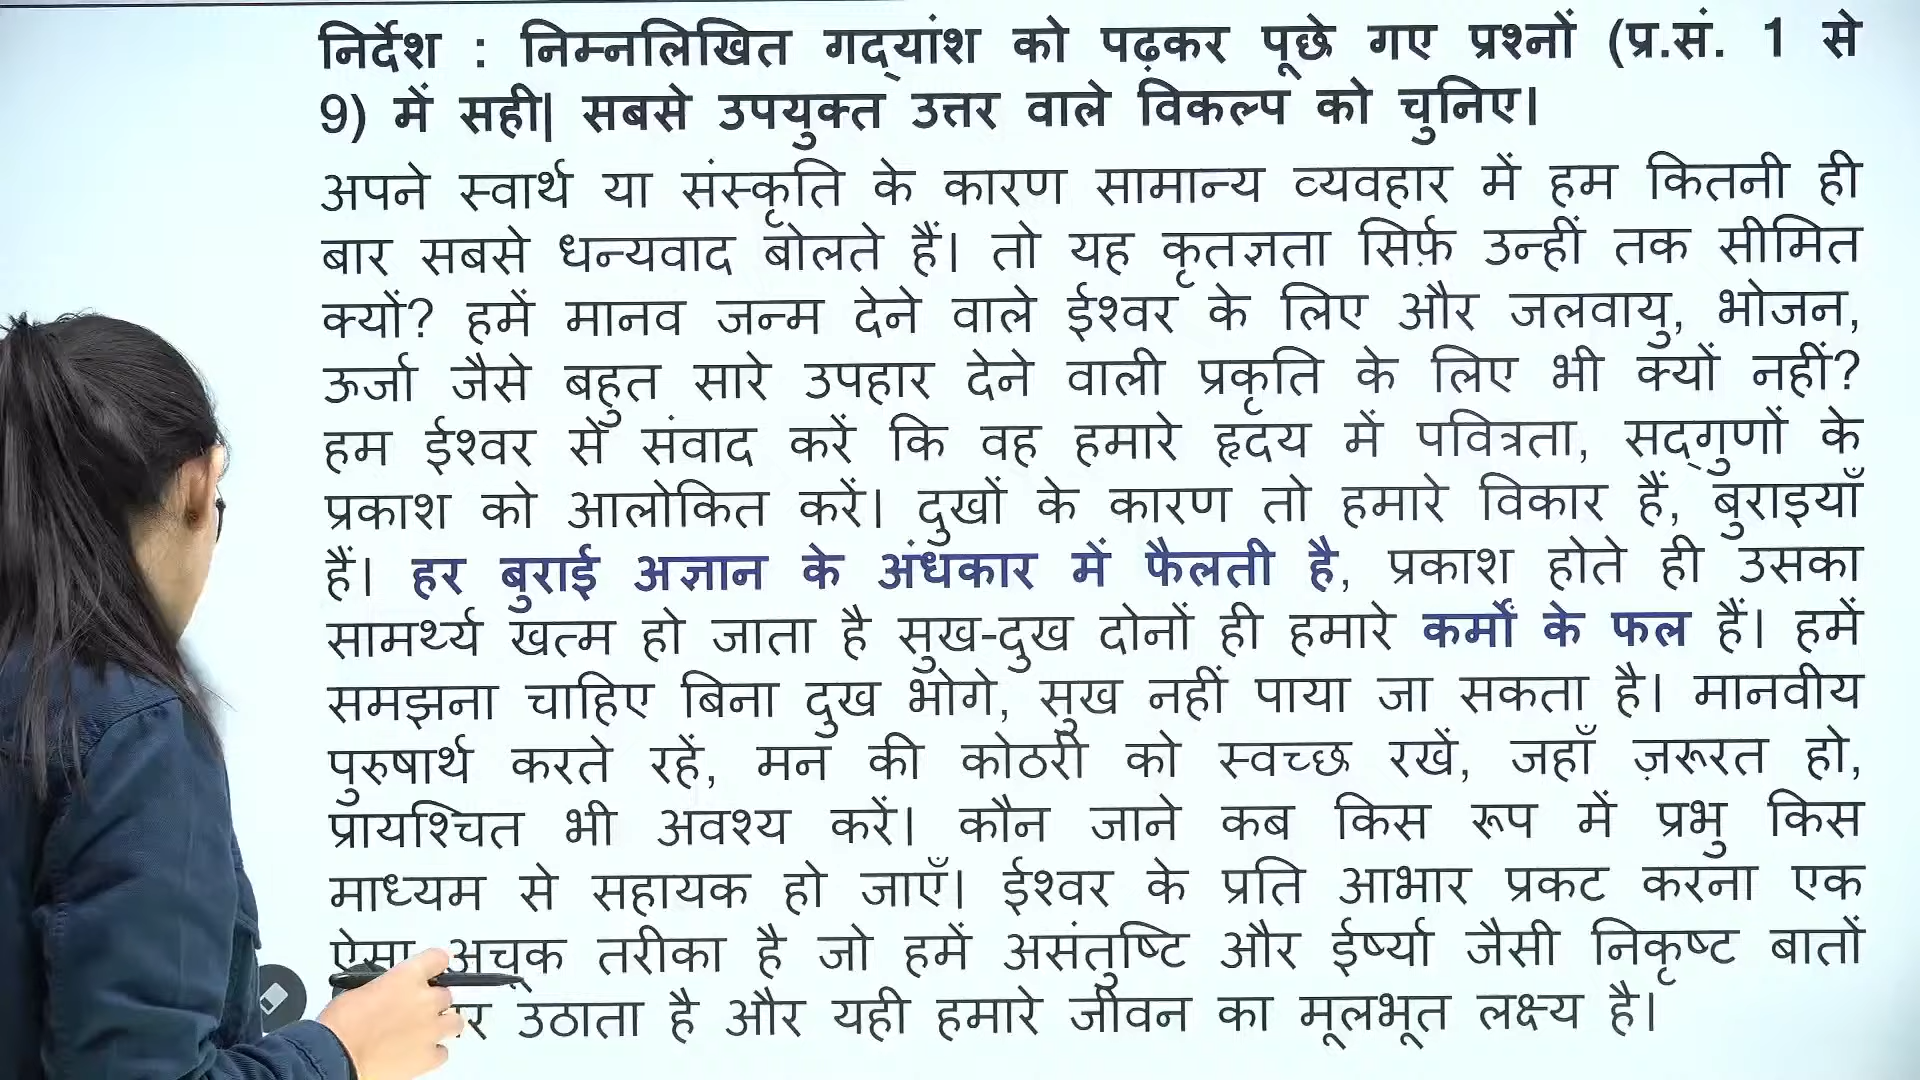 निर्देश : निम्नलिखित गद्यांश को पढ़कर पूछे गए प्रश्नों (प्र.सं. 1 से
9) में सही| सबसे उपयुक्त उत्तर वाले विकल्प को चुनिए।
अपने स्वार्थ या संस्कृति के कारण सामान्य व्यवहार में हम कितनी ही
बार सबसे धन्यवाद बोलते हैं। तो यह कृतज्ञता सिर्फ़ उन्हीं तक सीमित
क्यों? हमें मानव जन्म देने वाले ईश्वर के लिए और जलवायु, भोजन,
ऊर्जा जैसे बहुत सारे उपहार देने वाली प्रकृति के लिए भी क्यों नहीं?
हम ईश्वर से संवाद करें कि वह हमारे हृदय में पवित्रता, सद्गुणों के
प्रकाश को आलोकित करें। दुखों के कारण तो हमारे विकार हैं, बुराइयाँ
हैं। हर बुराई अज्ञान के अंधकार में फैलती है, प्रकाश होते ही उसका
सामर्थ्य खत्म हो जाता है सुख-दुख दोनों ही हमारे कर्मों के फल हैं। हमें
समझना चाहिए बिना दुख भोगे, सुख नहीं पाया जा सकता है। मानवीय
पुरुषार्थ करते रहें, मन की कोठरी को स्वच्छ रखें, जहाँ ज़रूरत हो,
प्रायश्चित भी अवश्य करें। कौन जाने कब किस रूप में प्रभु किस
माध्यम से सहायक हो जाएँ। ईश्वर के प्रति आभार प्रकट करना एक
ऐसा अचूक तरीका है जो हमें असंतुष्टि और ईर्ष्या जैसी निकृष्ट बातों
उठाता है और यही हमारे जीवन का मूलभूत लक्ष्य है।